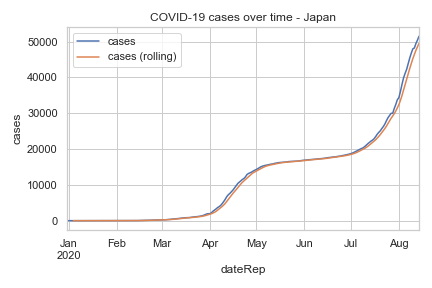 COVID-19 cases over time - Japan
cases
cases (rolling)
50000
40000
30000
20000
10000
0
cases
Jan Feb Mar Apr May Jun Jul Aug
2020
dateRep